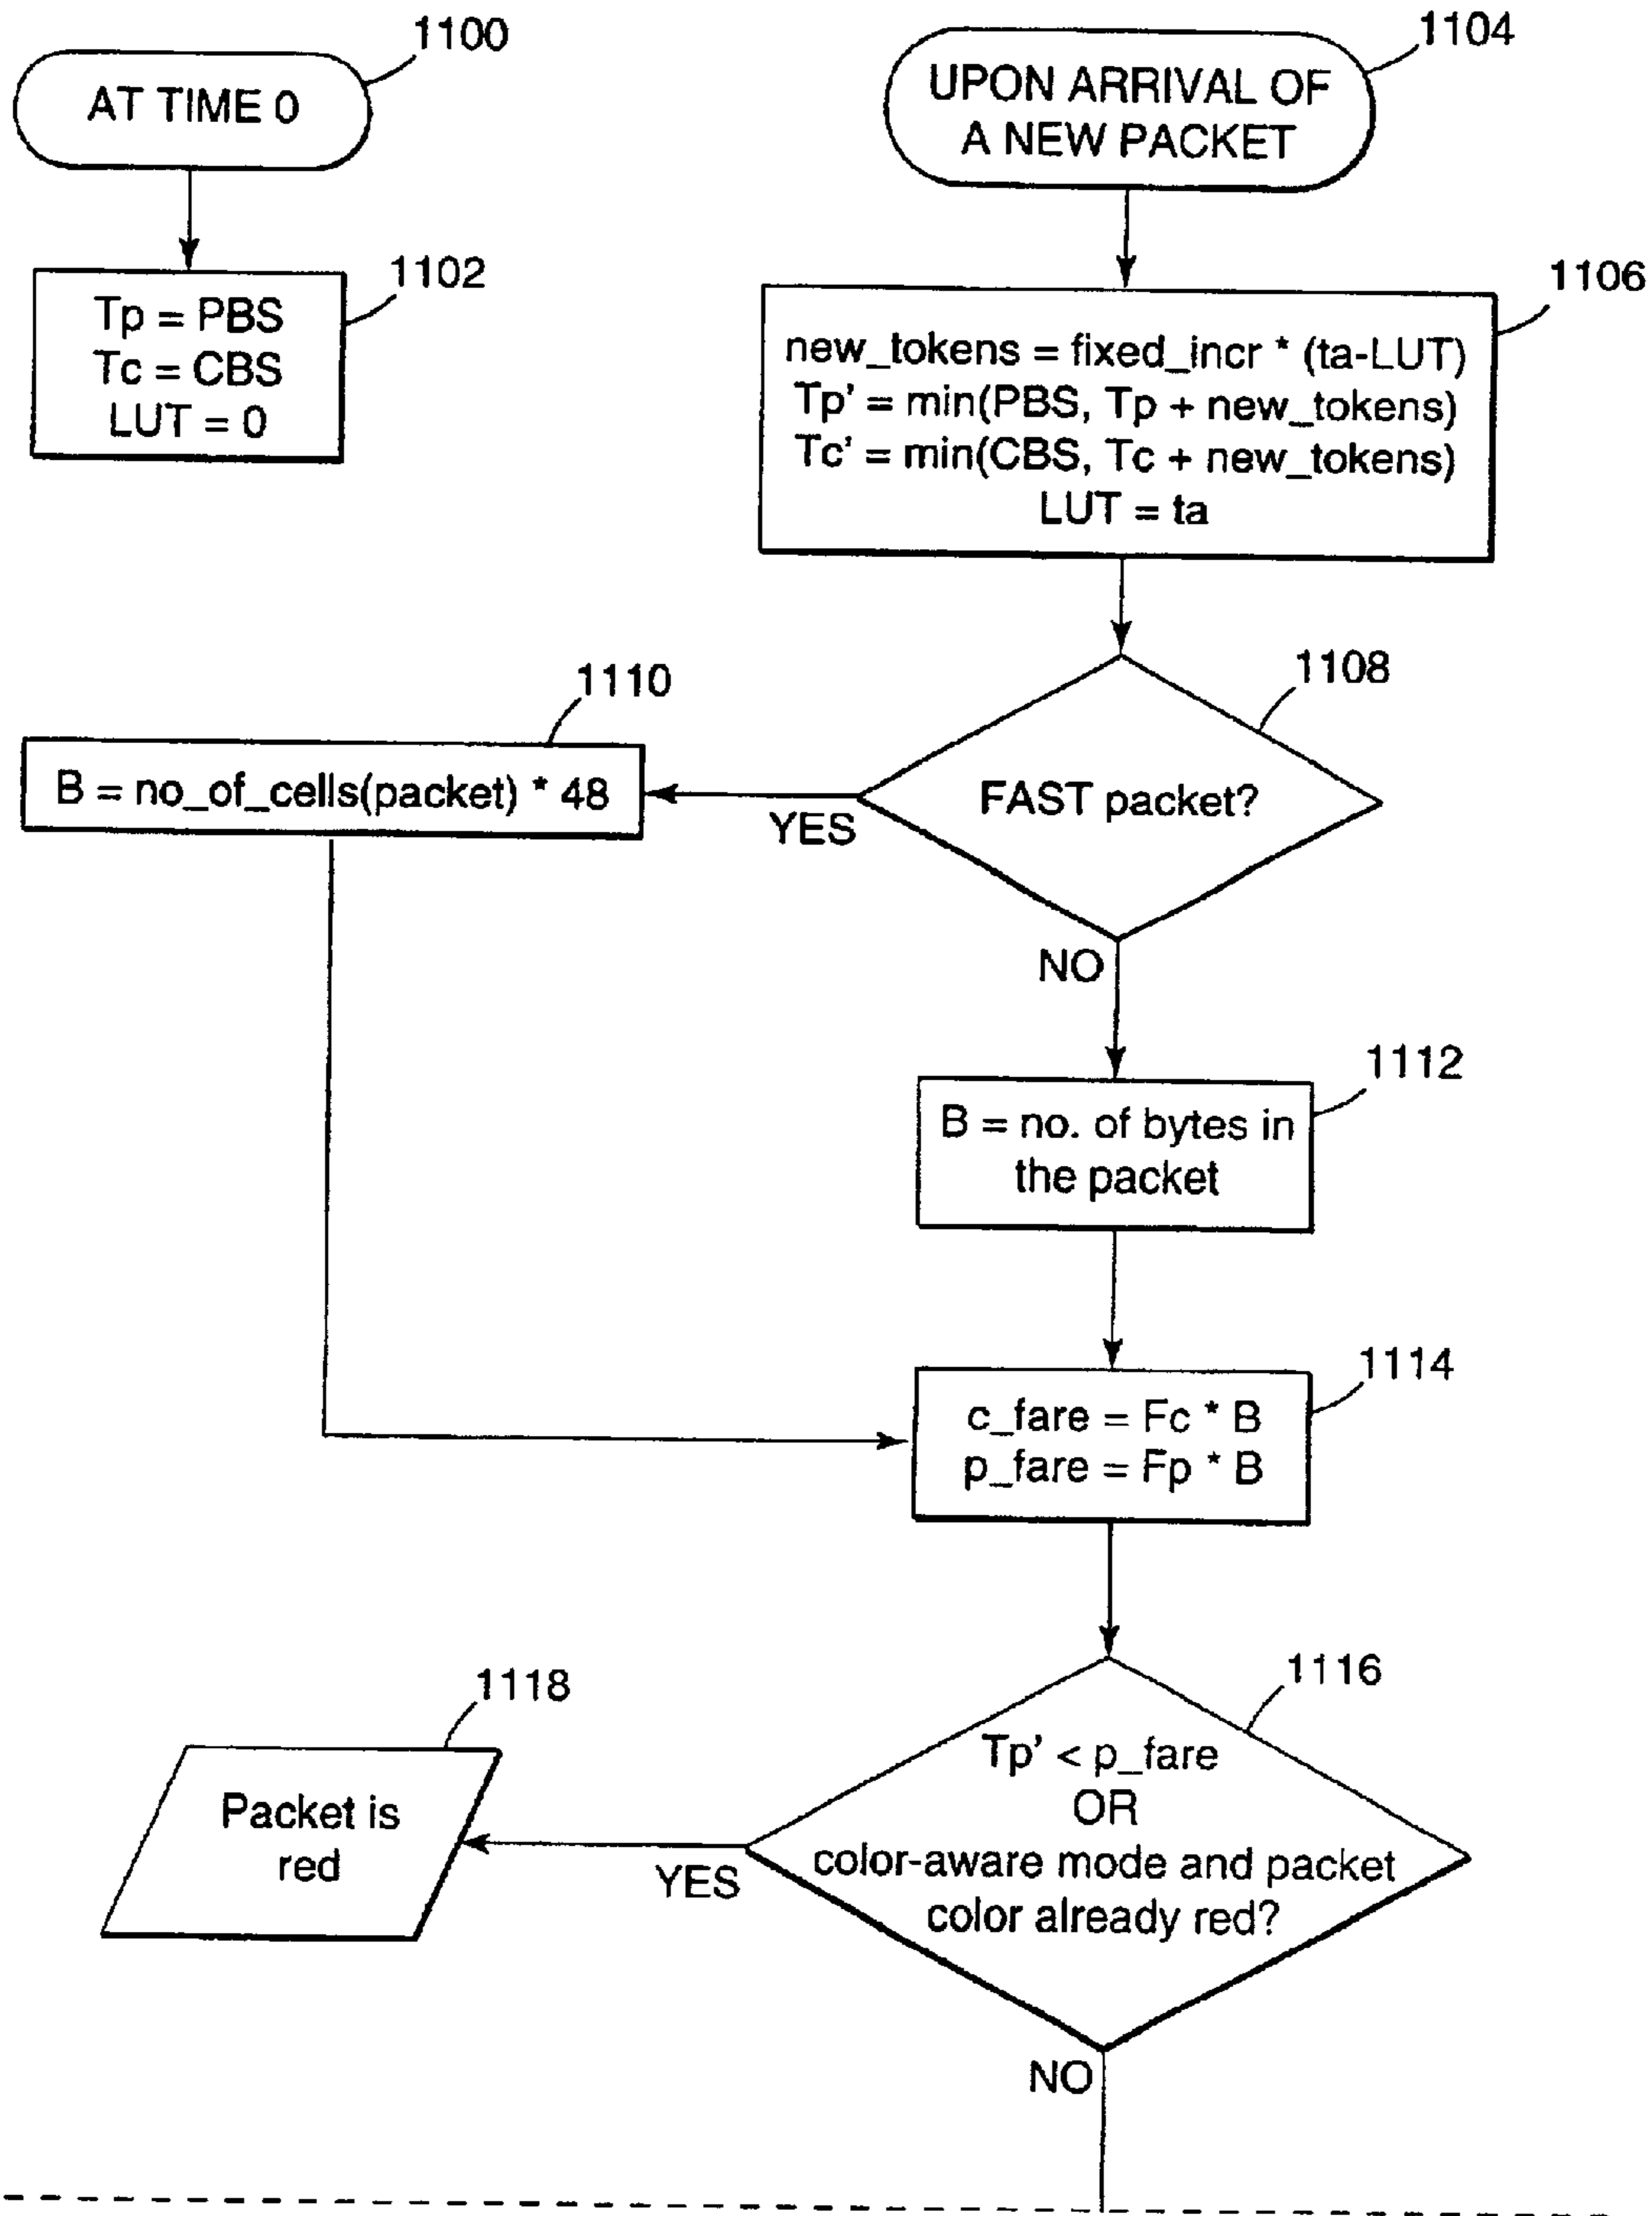 1100
AT TIME 0
1102
Tp = PBS
Tc = CBS
LUT = 0
1104
UPON ARRIVAL OF
A NEW PACKET
1106
new_tokens = fixed_incr * (ta-LUT)
Tp' = min(PBS, Tp + new_tokens)
Tc' = min(CBS, Tc + new_tokens)
LUT = ta
1108
FAST packet?
YES
NO
1110
B = no_of_cells(packet) * 48
1112
B = no. of bytes in
the packet
1114
c_fare = Fc * B
p_fare = Fp * B
1116
Tp' < p_fare
OR
color-aware mode and packet
color already red?
YES
NO
1118
Packet is
red